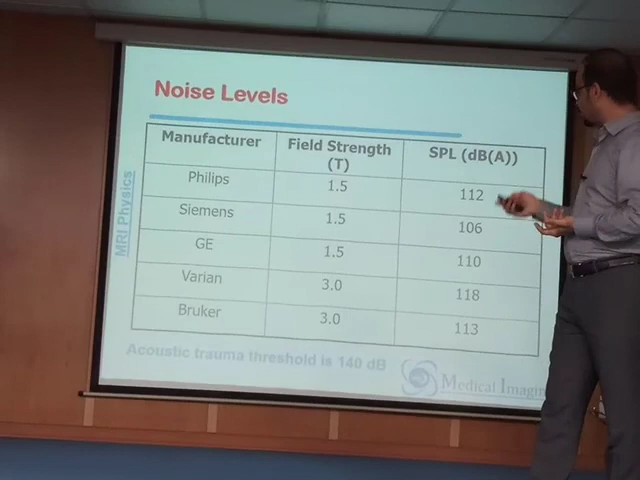 Noise Levels
Manufacturer Field Strength (T) SPL (dB(A))
Philips 1.5 112
Siemens 1.5 106
GE 1.5 110
Varian 3.0 118
Bruker 3.0 113
Acoustic trauma threshold is 140 dB
MRI Physics
Medical Imagin